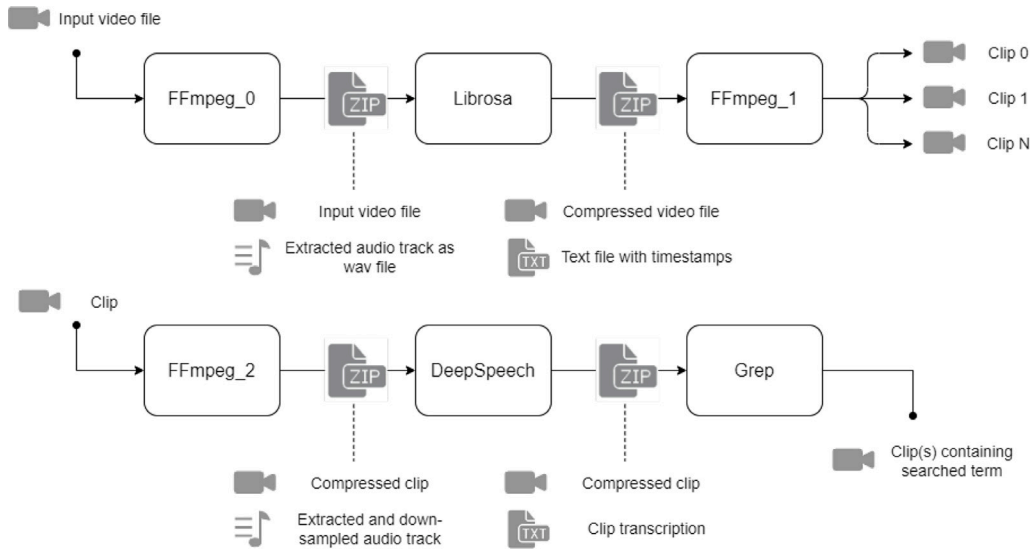 Input video file
FFmpeg_0
ZIP
Librosa
ZIP
FFmpeg_1
Clip 0
Clip 1
Clip N
Input video file
Extracted audio track as
wav file
Compressed video file
TXT
Text file with timestamps
Clip
FFmpeg_2
ZIP
DeepSpeech
ZIP
Grep
Clip(s) containing
searched term
Compressed clip
Extracted and down-
sampled audio track
Compressed clip
TXT
Clip transcription